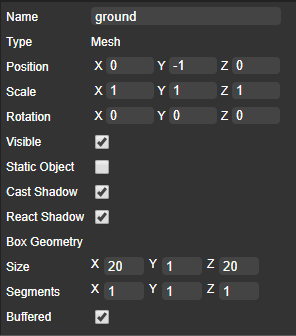 Name ground
Type Mesh
Position X 0 Y -1 Z 0
Scale X 1 Y 1 Z 1
Rotation X 0 Y 0 Z 0
Visible
Static Object
Cast Shadow
React Shadow
Box Geometry
Size X 20 Y 1 Z 20
Segments X 1 Y 1 Z 1
Buffered